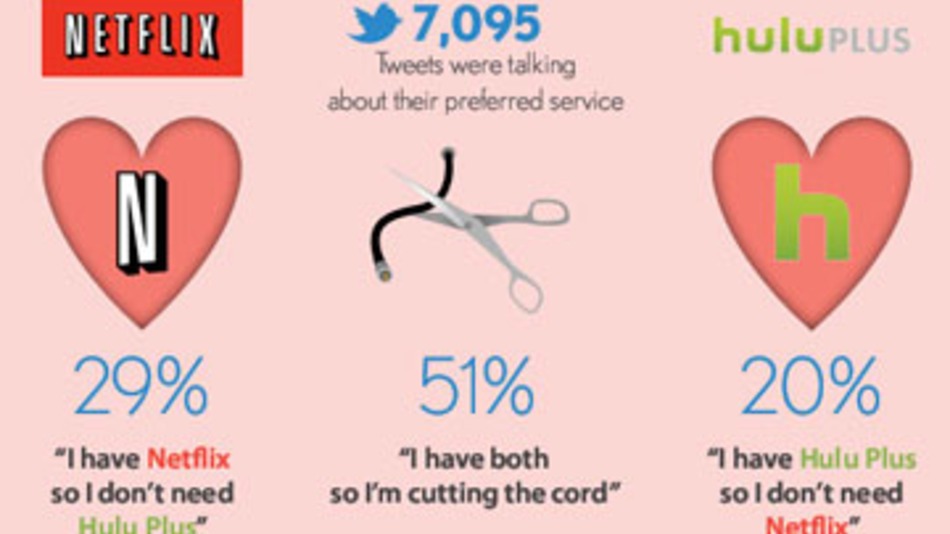 NETFLIX
7,095
huluPLUS
Tweets were talking
about their preferred service
N
h
29%
51%
20%
"I have Netflix
so I don't need
Hulu Plus"
"I have both
so I'm cutting the cord"
"I have Hulu Plus
so I don't need
Netflix"